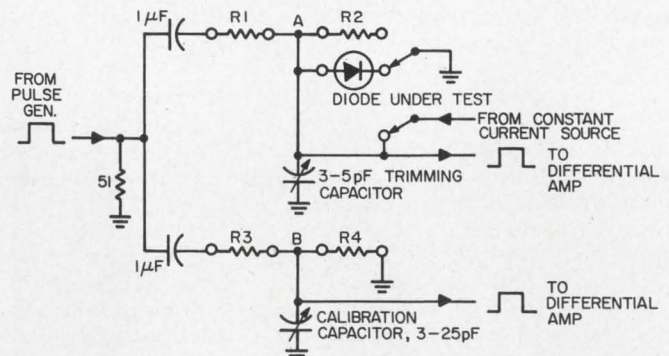 1μF
R1
A
R2
FROM
PULSE
GEN.
DIODE UNDER TEST
FROM CONSTANT
CURRENT SOURCE
51
3-5pF TRIMMING
CAPACITOR
TO
DIFFERENTIAL
AMP
1μF
R3
B
R4
CALIBRATION
CAPACITOR, 3-25pF
TO
DIFFERENTIAL
AMP